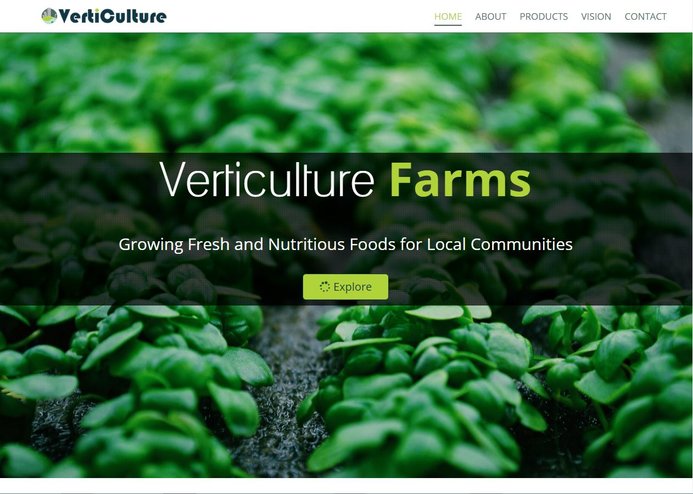 VertiCulture
HOME ABOUT PRODUCTS VISION CONTACT
Verticulture Farms
Growing Fresh and Nutritious Foods for Local Communities
Explore